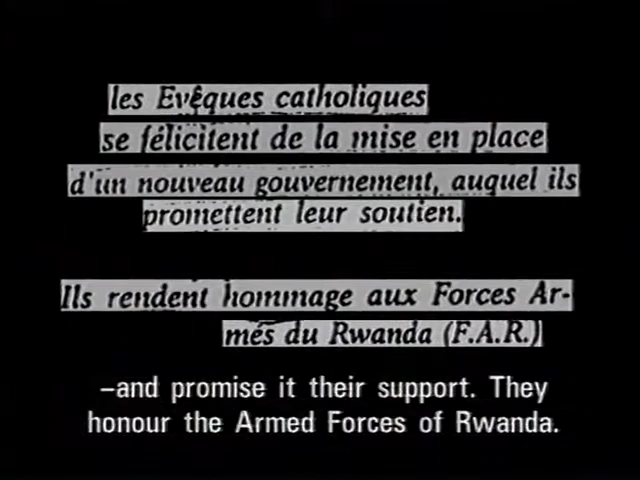 les Evêques catholiques
se félicitent de la mise en place
d'un nouveau gouvernement, auquel ils
promettent leur soutien.
Ils rendent hommage aux Forces Ar-
més du Rwanda (F.A.R.)
–and promise it their support. They
honour the Armed Forces of Rwanda.